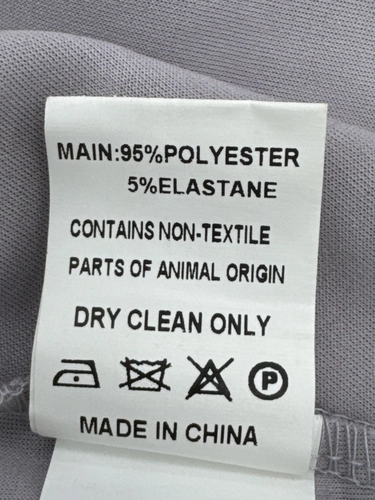 MAIN:95%POLYESTER
5%ELASTANE
CONTAINS NON-TEXTILE
PARTS OF ANIMAL ORIGIN
DRY CLEAN ONLY
P
MADE IN CHINA